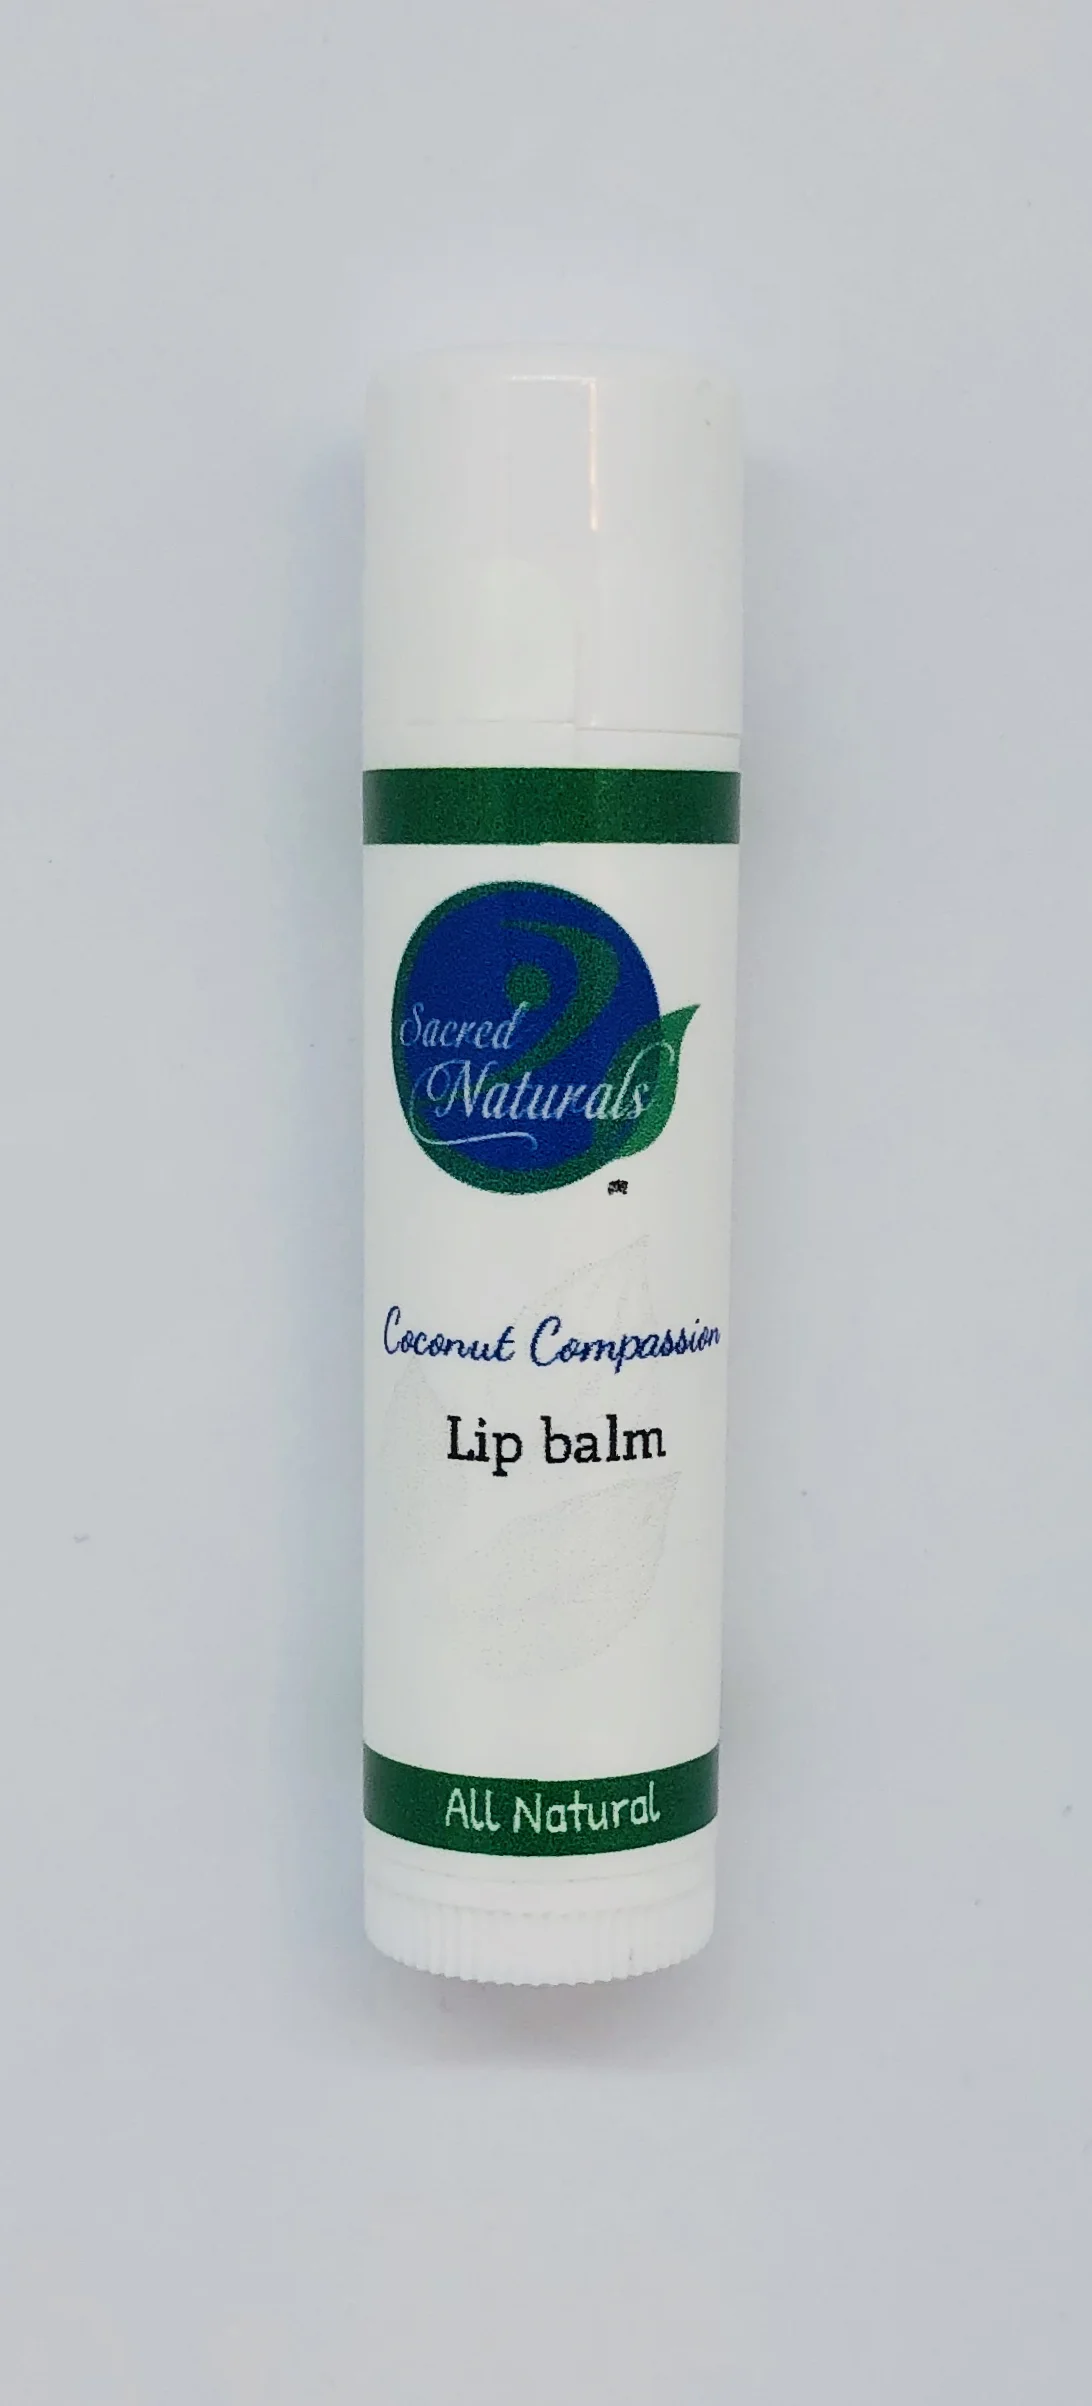 Sacred
Naturals
Coconut Compassion
Lip balm
All Natural